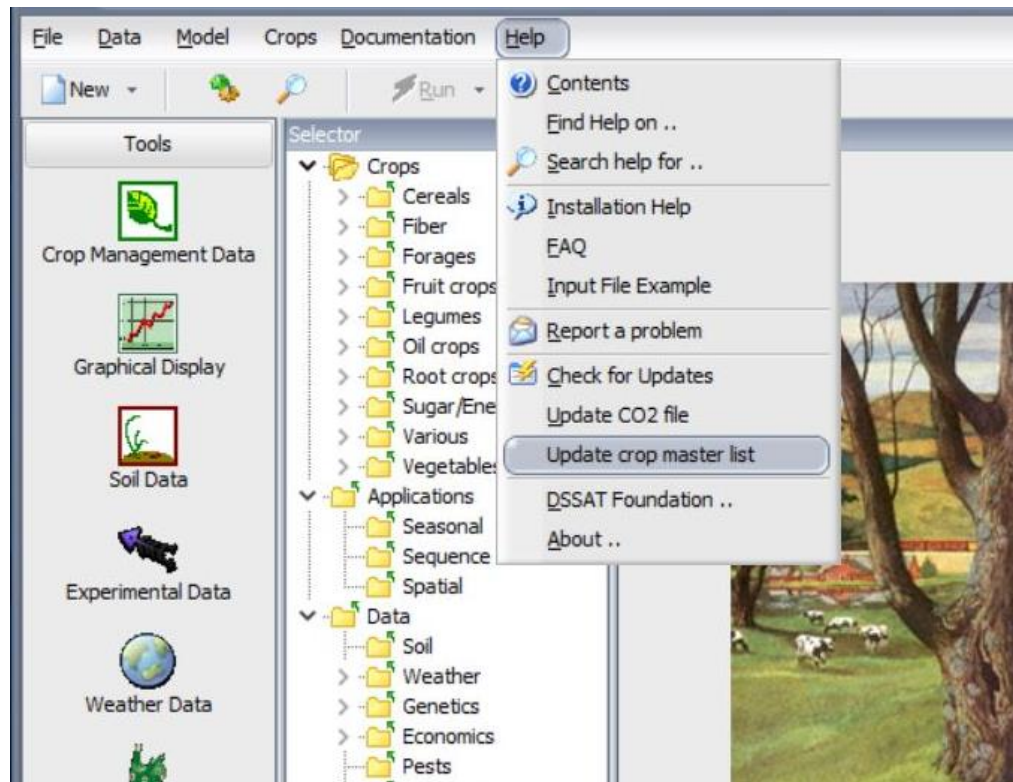 File Data Model Crops Documentation Help
New Run
Tools
Crop Management Data
Graphical Display
Soil Data
Experimental Data
Weather Data
Selector
Crops
Cereals
Fiber
Forages
Fruit crops
Legumes
Oil crops
Root crops
Sugar/Ene
Various
Vegetables
Applications
Seasonal
Sequence
Spatial
Data
Soil
Weather
Genetics
Economics
Pests
Contents
Find Help on ..
Search help for ..
Installation Help
FAQ
Input File Example
Report a problem
Check for Updates
Update CO2 file
Update crop master list
DSSAT Foundation ..
About ..